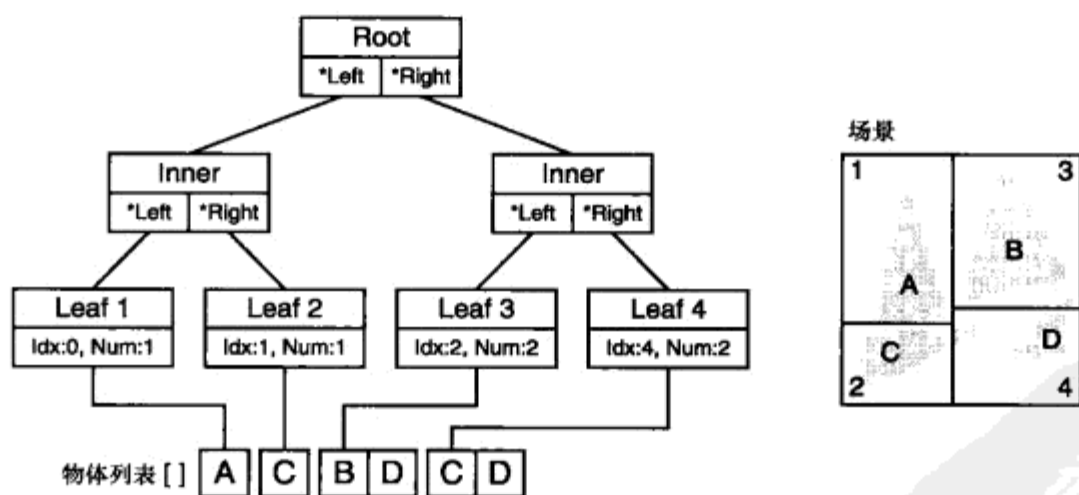 Root
*Left *Right
Inner
*Left *Right
Inner
*Left *Right
Leaf 1
Idx:0, Num:1
Leaf 2
Idx:1, Num:1
Leaf 3
Idx:2, Num:2
Leaf 4
Idx:4, Num:2
物体列表 [ ] A C B D C D
场景
1 3
B
A
C D
2 4